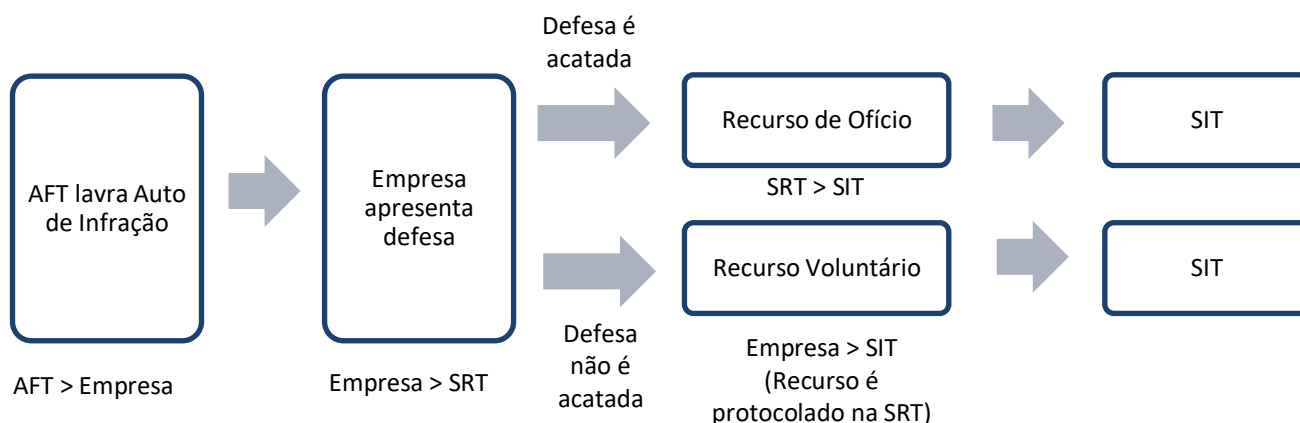 AFT lavra Auto
de Infração
AFT > Empresa
Empresa
apresenta
defesa
Empresa > SRT
Defesa é
acatada
Recurso de Ofício
SRT > SIT
SIT
Defesa
não é
acatada
Recurso Voluntário
Empresa > SIT
(Recurso é
protocolado na SRT)
SIT